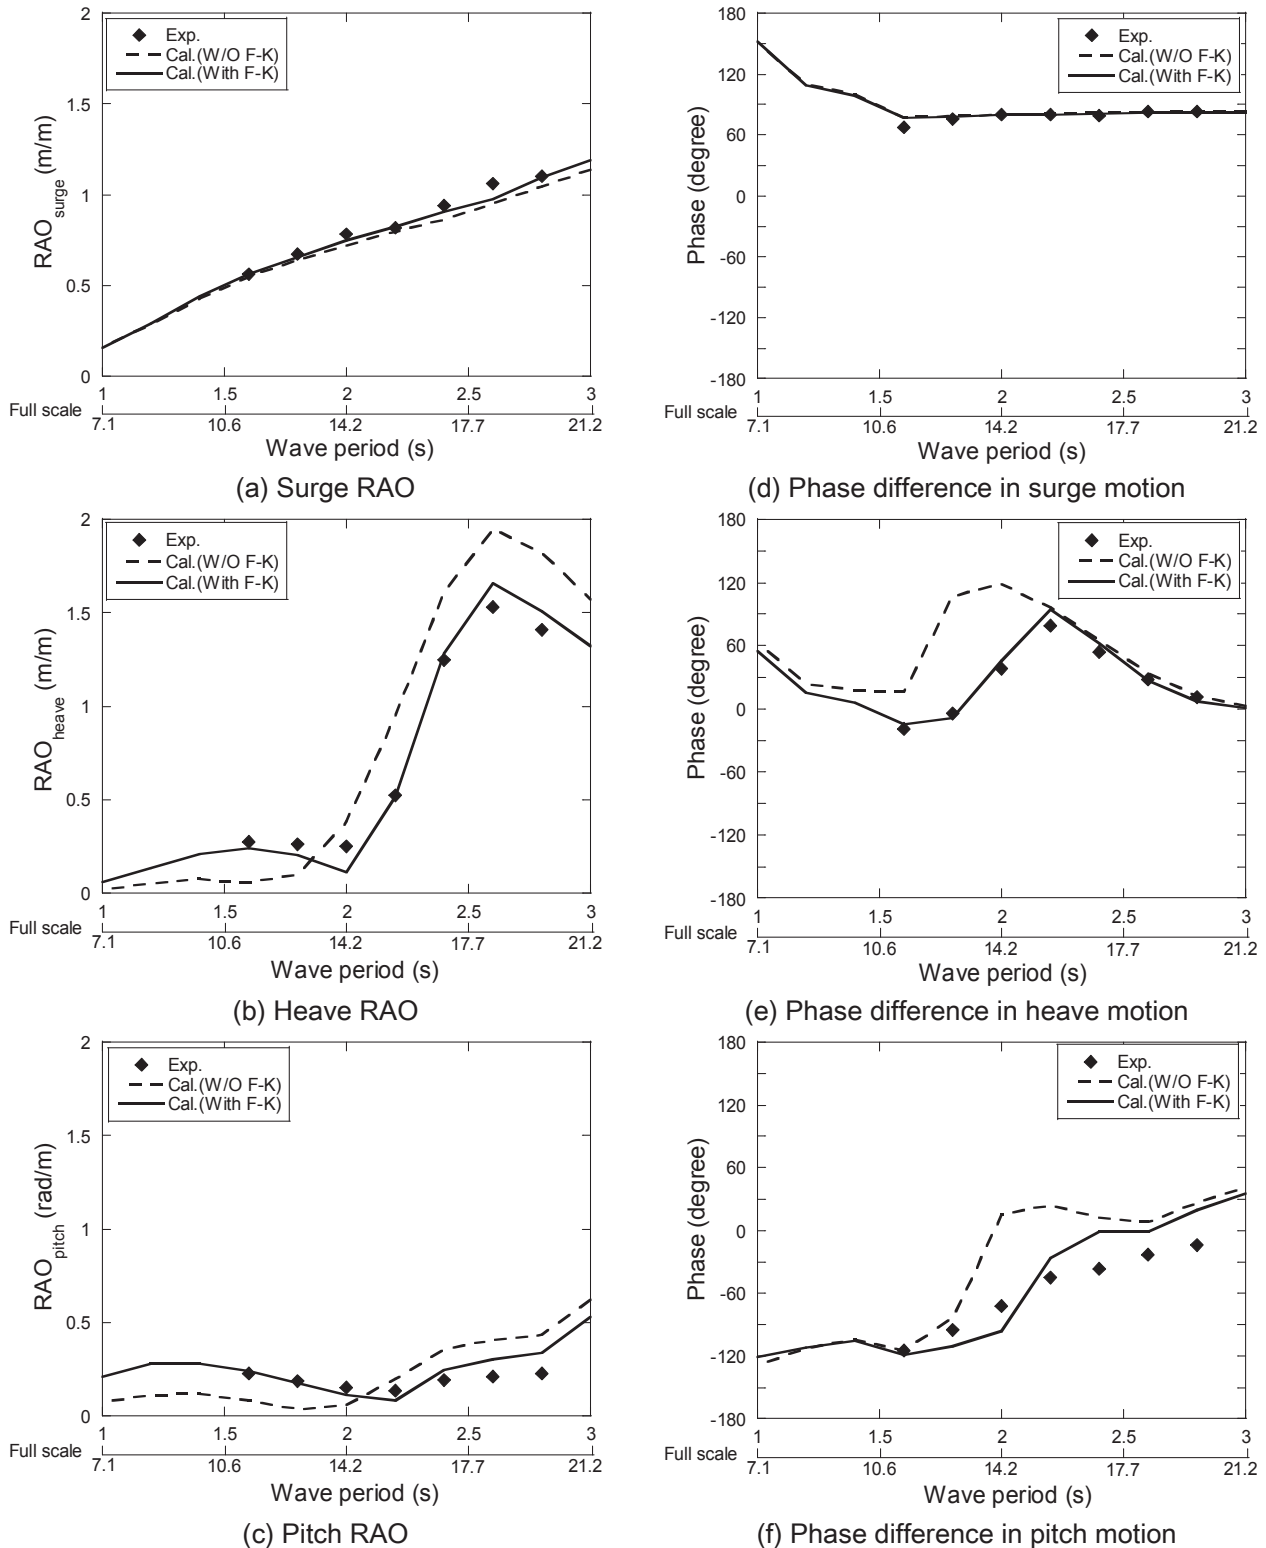 2
1.5
1
0.5
0
RAO surge (m/m)
Exp.
Cal.(W/O F-K)
Cal.(With F-K)
1 1.5 2 2.5 3
Full scale
7.1 10.6 14.2 17.7 21.2
Wave period (s)
(a) Surge RAO
180
120
60
0
-60
-120
-180
Phase (degree)
Exp.
Cal.(W/O F-K)
Cal.(With F-K)
1 1.5 2 2.5 3
Full scale
7.1 10.6 14.2 17.7 21.2
Wave period (s)
(d) Phase difference in surge motion
2
1.5
1
0.5
0
RAO heave (m/m)
Exp.
Cal.(W/O F-K)
Cal.(With F-K)
1 1.5 2 2.5 3
Full scale
7.1 10.6 14.2 17.7 21.2
Wave period (s)
(b) Heave RAO
180
120
60
0
-60
-120
-180
Phase (degree)
Exp.
Cal.(W/O F-K)
Cal.(With F-K)
1 1.5 2 2.5 3
Full scale
7.1 10.6 14.2 17.7 21.2
Wave period (s)
(e) Phase difference in heave motion
2
1.5
1
0.5
0
RAO pitch (rad/m)
Exp.
Cal.(W/O F-K)
Cal.(With F-K)
1 1.5 2 2.5 3
Full scale
7.1 10.6 14.2 17.7 21.2
Wave period (s)
(c) Pitch RAO
180
120
60
0
-60
-120
-180
Phase (degree)
Exp.
Cal.(W/O F-K)
Cal.(With F-K)
1 1.5 2 2.5 3
Full scale
7.1 10.6 14.2 17.7 21.2
Wave period (s)
(f) Phase difference in pitch motion